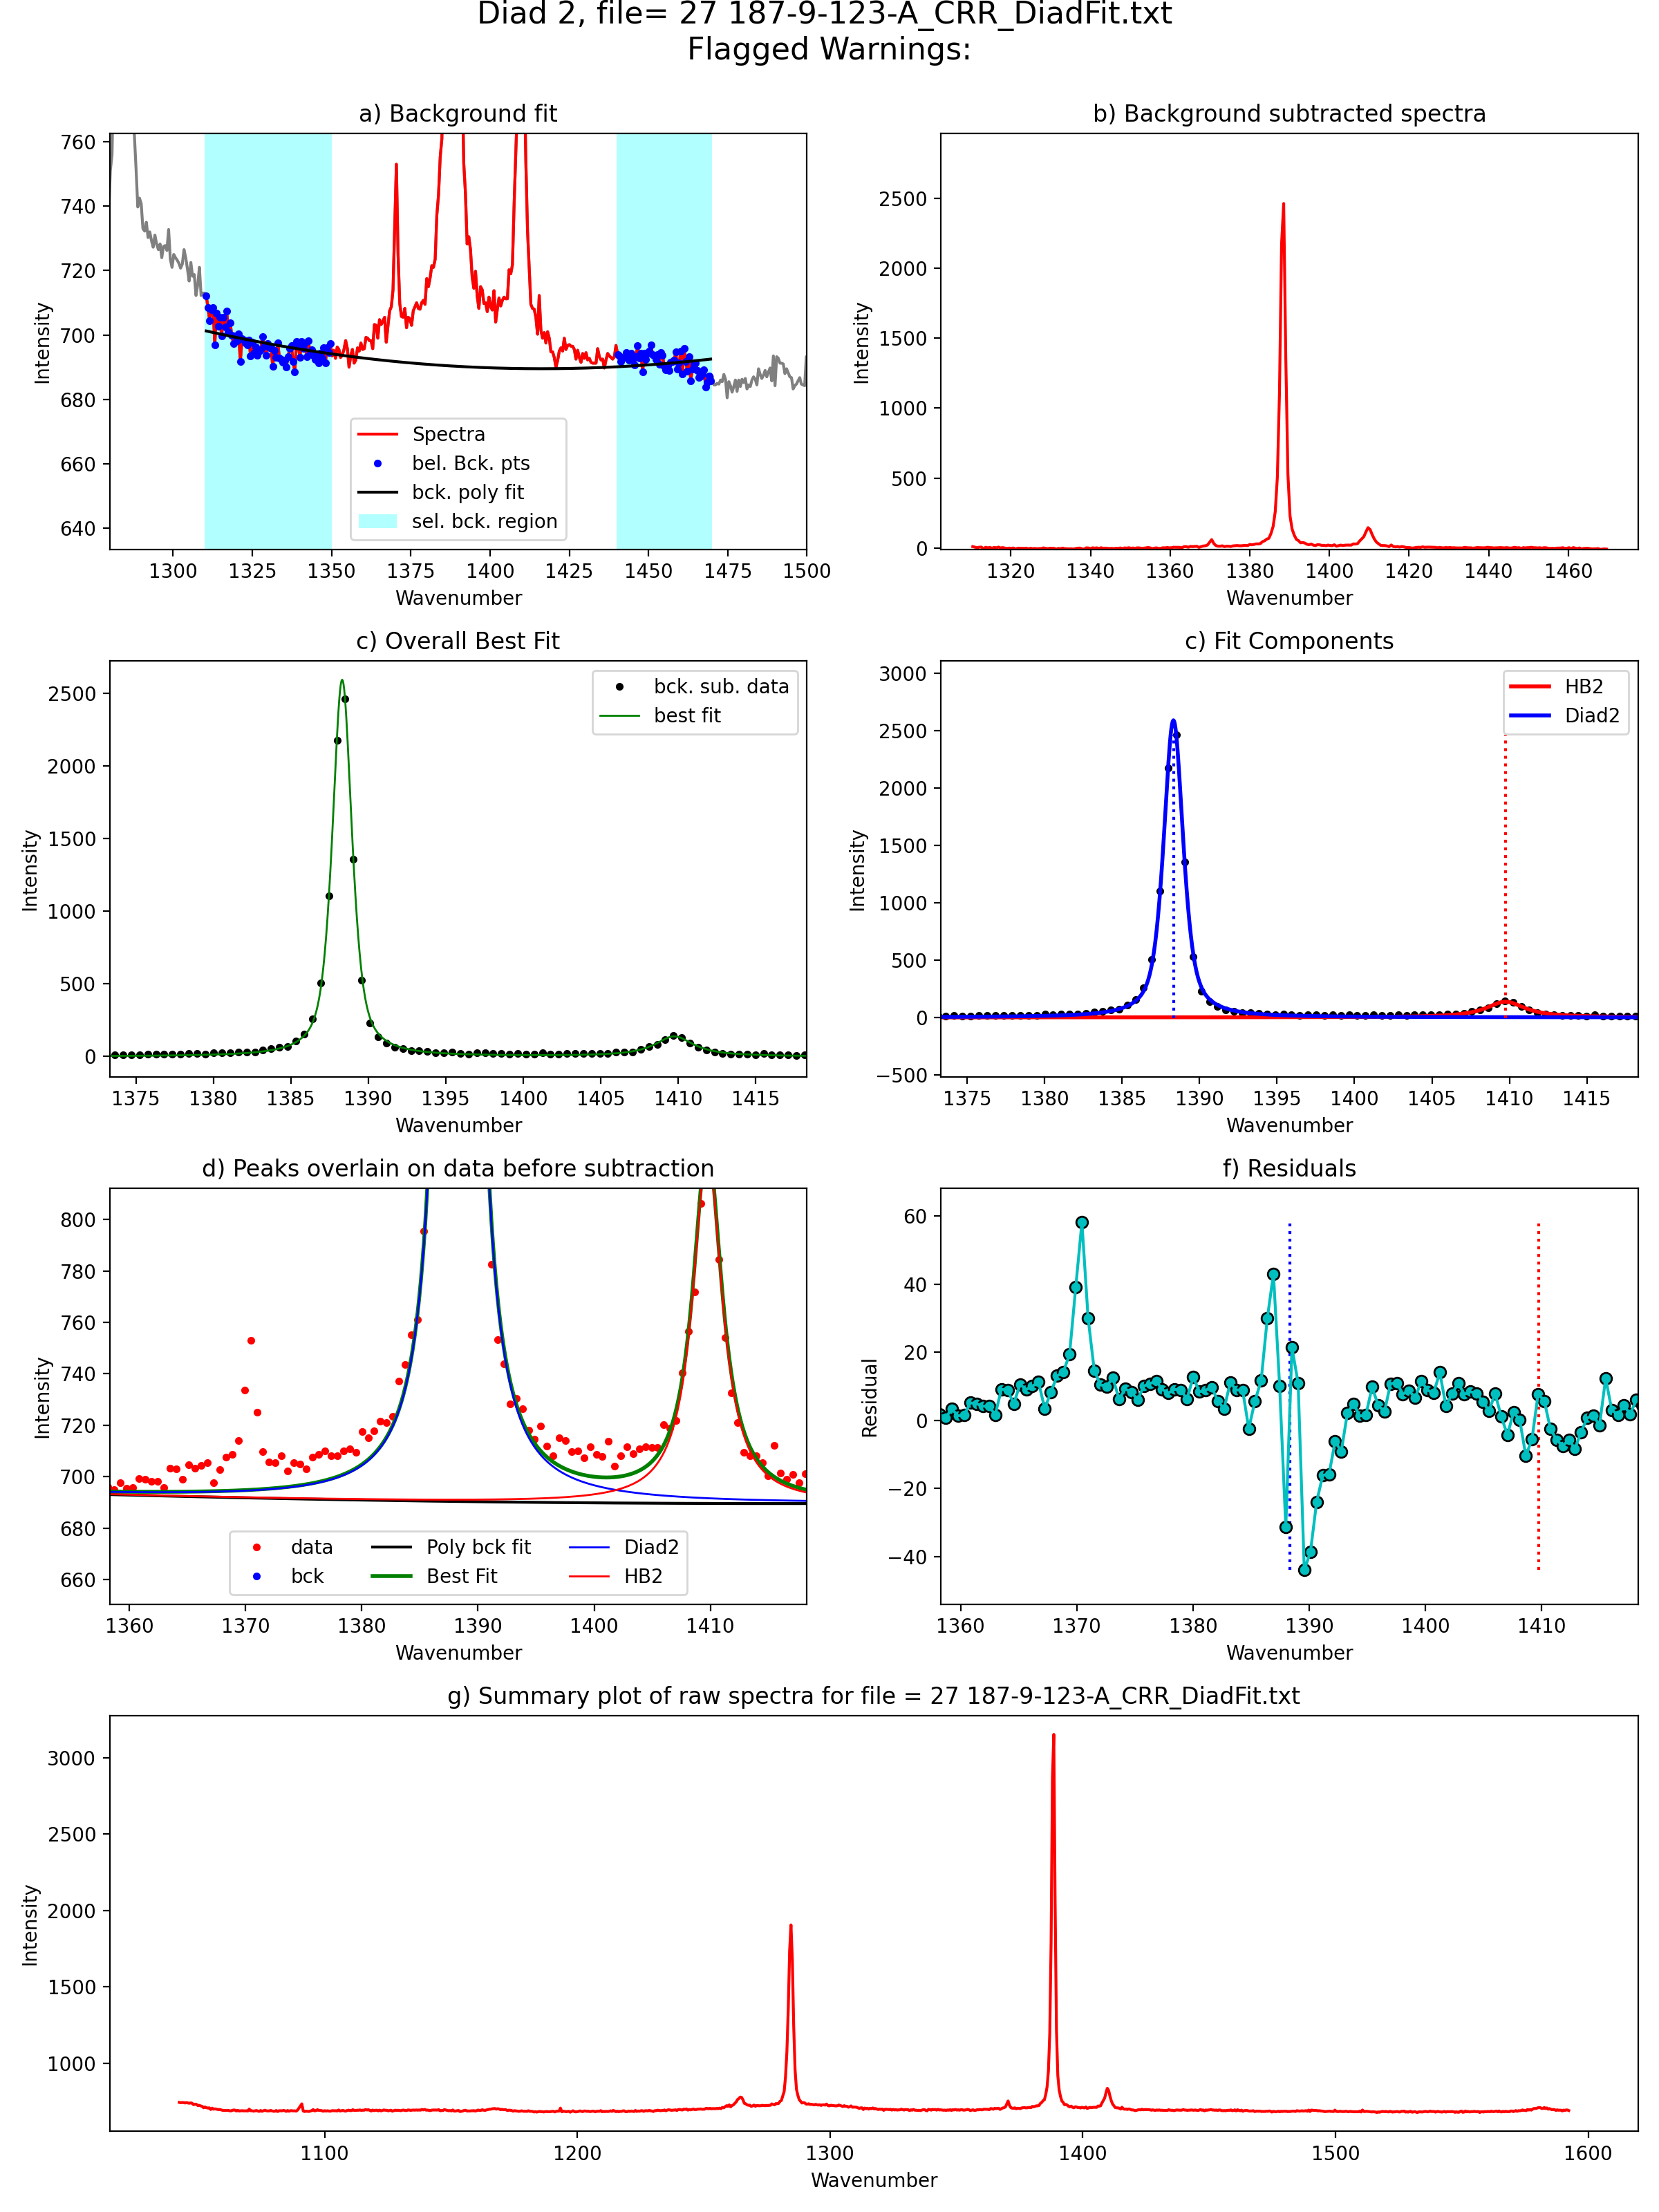 Diad 2, file= 27 187-9-123-A_CRR_DiadFit.txt
Flagged Warnings:
a) Background fit
760
740
720
700
680
660
640
Intensity
Spectra
bel. Bck. pts
bck. poly fit
sel. bck. region
1300 1325 1350 1375 1400 1425 1450 1475 1500
Wavenumber
b) Background subtracted spectra
2500
2000
1500
1000
500
0
Intensity
1320 1340 1360 1380 1400 1420 1440 1460
Wavenumber
c) Overall Best Fit
2500
2000
1500
1000
500
0
Intensity
bck. sub. data
best fit
1375 1380 1385 1390 1395 1400 1405 1410 1415
Wavenumber
c) Fit Components
3000
2500
2000
1500
1000
500
0
−500
Intensity
HB2
Diad2
1375 1380 1385 1390 1395 1400 1405 1410 1415
Wavenumber
d) Peaks overlain on data before subtraction
800
780
760
740
720
700
680
660
Intensity
data
bck
Poly bck fit
Best Fit
Diad2
HB2
1360 1370 1380 1390 1400 1410
Wavenumber
f) Residuals
60
40
20
0
−20
−40
Residual
1360 1370 1380 1390 1400 1410
Wavenumber
g) Summary plot of raw spectra for file = 27 187-9-123-A_CRR_DiadFit.txt
3000
2500
2000
1500
1000
Intensity
1100 1200 1300 1400 1500 1600
Wavenumber